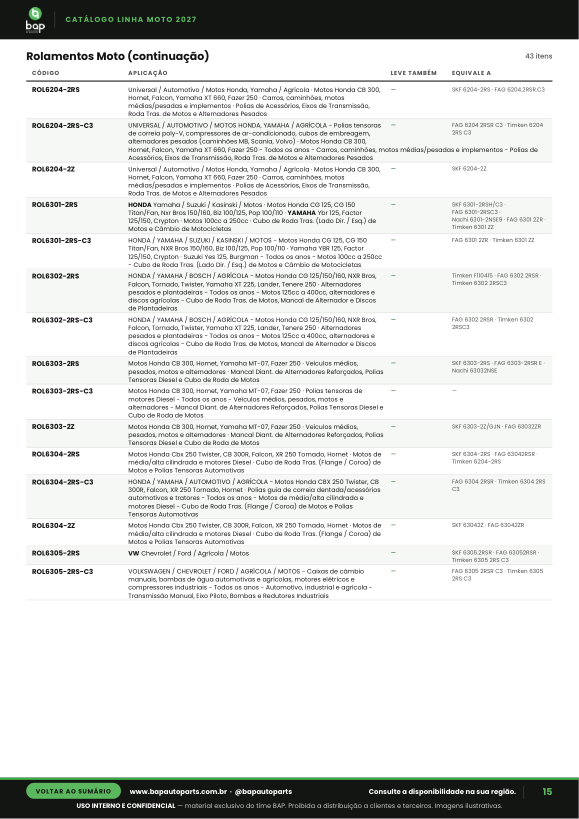 bap
CATÁLOGO LINHA MOTO 2027
Rolamentos Moto (continuação)
43 itens
CÓDIGO APLICAÇÃO LEVE TAMBÉM EQUIVALE A
ROL6204-2RS Universal / Automotivo / Motos Honda, Yamaha / Agrícola · Motos Honda CB 300, — SKF 6204-2RS · FAG 6204.2RSR.C3
Hornet, Falcon, Yamaha XT 660, Fazer 250 · Carros, caminhões, motos
médias/pesadas e implementos · Polias de Acessórios, Eixos de Transmissão,
Roda Tras. de Motos e Alternadores Pesados
ROL6204-2RS-C3 UNIVERSAL / AUTOMOTIVO / MOTOS HONDA, YAMAHA / AGRÍCOLA - Polias tensoras — FAG 6204 2RSR C3 · Timken 6204
de correia poly-V, compressores de ar-condicionado, cubos de embreagem, 2RS C3
alternadores pesados (caminhões MB, Scania, Volvo) · Motos Honda CB 300,
Hornet, Falcon, Yamaha XT 660, Fazer 250 - Todos os anos - Carros, caminhões, motos médias/pesadas e implementos - Polias de
Acessórios, Eixos de Transmissão, Roda Tras. de Motos e Alternadores Pesados
ROL6204-2Z Universal / Automotivo / Motos Honda, Yamaha / Agrícola · Motos Honda CB 300, — SKF 6204-2Z
Hornet, Falcon, Yamaha XT 660, Fazer 250 · Carros, caminhões, motos
médias/pesadas e implementos · Polias de Acessórios, Eixos de Transmissão,
Roda Tras. de Motos e Alternadores Pesados
ROL6301-2RS HONDA Yamaha / Suzuki / Kasinski / Motos · Motos Honda CG 125, CG 150 — SKF 6301-2RSH/C3 ·
Titan/Fan, Nxr Bros 150/160, Biz 100/125, Pop 100/110 · YAMAHA Ybr 125, Factor FAG 6301-2RSC3 ·
125/150, Crypton · Motos 100cc a 250cc · Cubo de Roda Tras. (Lado Dir. / Esq.) de Nachi 6301-2NSE9 · FAG 6301 2ZR ·
Motos e Câmbio de Motocicletas Timken 6301 ZZ
ROL6301-2RS-C3 HONDA / YAMAHA / SUZUKI / KASINSKI / MOTOS - Motos Honda CG 125, CG 150 — FAG 6301 2ZR · Timken 6301 ZZ
Titan/Fan, NXR Bros 150/160, Biz 100/125, Pop 100/110 · Yamaha YBR 125, Factor
125/150, Crypton · Suzuki Yes 125, Burgman - Todos os anos - Motos 100cc a 250cc
- Cubo de Roda Tras. (Lado Dir. / Esq.) de Motos e Câmbio de Motocicletas
ROL6302-2RS HONDA / YAMAHA / BOSCH / AGRÍCOLA - Motos Honda CG 125/150/160, NXR Bros, — Timken F110415 · FAG 6302 2RSR ·
Falcon, Tornado, Twister, Yamaha XT 225, Lander, Tenere 250 · Alternadores Timken 6302 2RSC3
pesados e plantadeiras - Todos os anos - Motos 125cc a 400cc, alternadores e
discos agrícolas - Cubo de Roda Tras. de Motos, Mancal de Alternador e Discos
de Plantadeiras
ROL6302-2RS-C3 HONDA / YAMAHA / BOSCH / AGRÍCOLA - Motos Honda CG 125/150/160, NXR Bros, — FAG 6302 2RSR · Timken 6302
Falcon, Tornado, Twister, Yamaha XT 225, Lander, Tenere 250 · Alternadores 2RSC3
pesados e plantadeiras - Todos os anos - Motos 125cc a 400cc, alternadores e
discos agrícolas - Cubo de Roda Tras. de Motos, Mancal de Alternador e Discos
de Plantadeiras
ROL6303-2RS Motos Honda CB 300, Hornet, Yamaha MT-07, Fazer 250 · Veículos médios, — SKF 6303-2RS · FAG 6303-2RSR E ·
pesados, motos e alternadores · Mancal Diant. de Alternadores Reforçados, Polias Nachi 63032NSE
Tensoras Diesel e Cubo de Roda de Motos
ROL6303-2RS-C3 Motos Honda CB 300, Hornet, Yamaha MT-07, Fazer 250 · Polias tensoras de — —
motores Diesel - Todos os anos - Veículos médios, pesados, motos e
alternadores - Mancal Diant. de Alternadores Reforçados, Polias Tensoras Diesel e
Cubo de Roda de Motos
ROL6303-2Z Motos Honda CB 300, Hornet, Yamaha MT-07, Fazer 250 · Veículos médios, — SKF 6303-2Z/GJN · FAG 63032ZR
pesados, motos e alternadores · Mancal Diant. de Alternadores Reforçados, Polias
Tensoras Diesel e Cubo de Roda de Motos
ROL6304-2RS Motos Honda Cbx 250 Twister, CB 300R, Falcon, XR 250 Tornado, Hornet · Motos de — SKF 6304-2RS · FAG 63042RSR ·
média/alta cilindrada e motores Diesel · Cubo de Roda Tras. (Flange / Coroa) de Timken 6204-2RS
Motos e Polias Tensoras Automotivas
ROL6304-2RS-C3 HONDA / YAMAHA / AUTOMOTIVO / AGRÍCOLA - Motos Honda CBX 250 Twister, CB — FAG 6304 2RSR · Timken 6304 2RS
300R, Falcon, XR 250 Tornado, Hornet · Polias guia de correia dentada/acessórios C3
automotivos e tratores - Todos os anos - Motos de média/alta cilindrada e
motores Diesel - Cubo de Roda Tras. (Flange / Coroa) de Motos e Polias
Tensoras Automotivas
ROL6304-2Z Motos Honda Cbx 250 Twister, CB 300R, Falcon, XR 250 Tornado, Hornet · Motos de — SKF 63042Z · FAG 63042ZR
média/alta cilindrada e motores Diesel · Cubo de Roda Tras. (Flange / Coroa) de
Motos e Polias Tensoras Automotivas
ROL6305-2RS VW Chevrolet / Ford / Agrícola / Motos — SKF 6305.2RSR · FAG 63052RSR ·
Timken 6305 2RS C3
ROL6305-2RS-C3 VOLKSWAGEN / CHEVROLET / FORD / AGRÍCOLA / MOTOS - Caixas de câmbio — FAG 6305 2RSR C3 · Timken 6305
manuais, bombas de água automotivas e agrícolas, motores elétricos e 2RS C3
compressores industriais - Todos os anos - Automotivo, industrial e agrícola -
Transmissão Manual, Eixo Piloto, Bombas e Redutores Industriais
VOLTAR AO SUMÁRIO www.bapautoparts.com.br · @bapautoparts Consulte a disponibilidade na sua região. 15
USO INTERNO E CONFIDENCIAL — material exclusivo do time BAP. Proibida a distribuição a clientes e terceiros. Imagens ilustrativas.